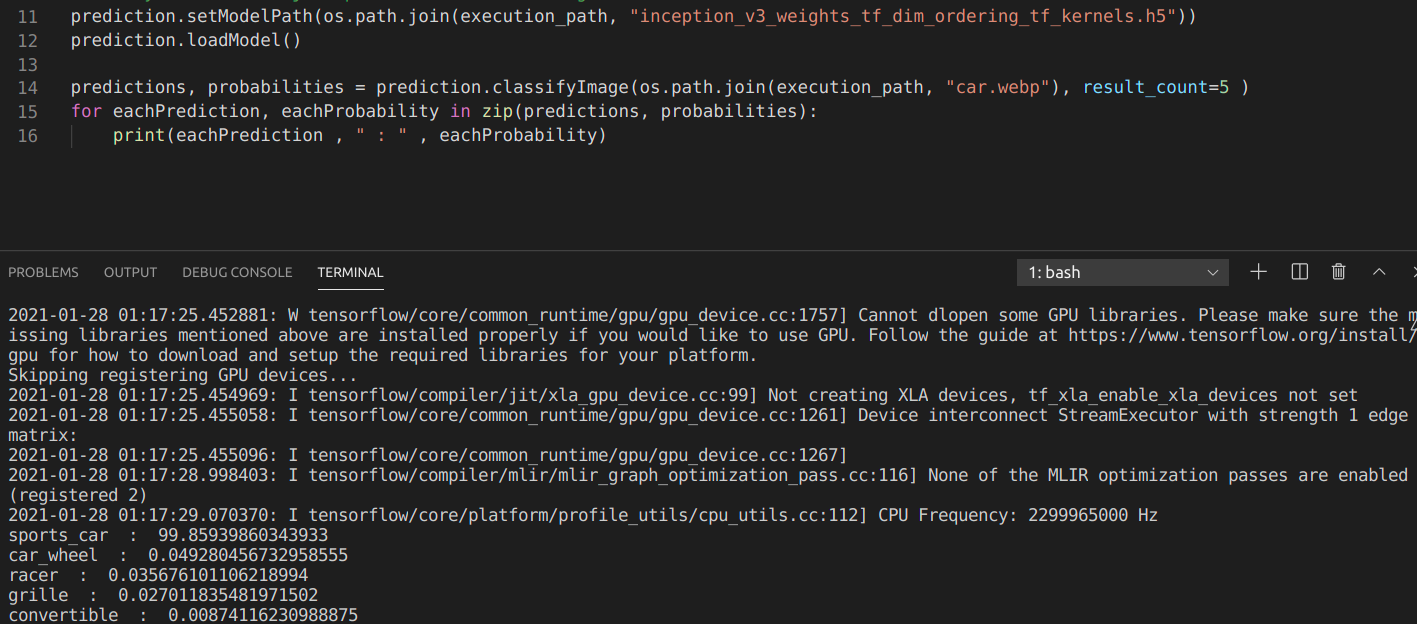 11 prediction.setModelPath(os.path.join(execution_path, "inception_v3_weights_tf_dim_ordering_tf_kernels.h5"))
12 prediction.loadModel()
13
14 predictions, probabilities = prediction.classifyImage(os.path.join(execution_path, "car.webp"), result_count=5 )
15 for eachPrediction, eachProbability in zip(predictions, probabilities):
16     print(eachPrediction , " : " , eachProbability)
PROBLEMS OUTPUT DEBUG CONSOLE TERMINAL 1: bash
2021-01-28 01:17:25.452881: W tensorflow/core/common_runtime/gpu/gpu_device.cc:1757] Cannot dlopen some GPU libraries. Please make sure the m
issing libraries mentioned above are installed properly if you would like to use GPU. Follow the guide at https://www.tensorflow.org/install/
gpu for how to download and setup the required libraries for your platform.
Skipping registering GPU devices...
2021-01-28 01:17:25.454969: I tensorflow/compiler/jit/xla_gpu_device.cc:99] Not creating XLA devices, tf_xla_enable_xla_devices not set
2021-01-28 01:17:25.455058: I tensorflow/core/common_runtime/gpu/gpu_device.cc:1261] Device interconnect StreamExecutor with strength 1 edge
matrix:
2021-01-28 01:17:25.455096: I tensorflow/core/common_runtime/gpu/gpu_device.cc:1267]
2021-01-28 01:17:28.998403: I tensorflow/compiler/mlir/mlir_graph_optimization_pass.cc:116] None of the MLIR optimization passes are enabled
(registered 2)
2021-01-28 01:17:29.070370: I tensorflow/core/platform/profile_utils/cpu_utils.cc:112] CPU Frequency: 2299965000 Hz
sports_car  :  99.85939860343933
car_wheel  :  0.049280456732958555
racer  :  0.035676101106218994
grille  :  0.027011835481971502
convertible  :  0.00874116230988875